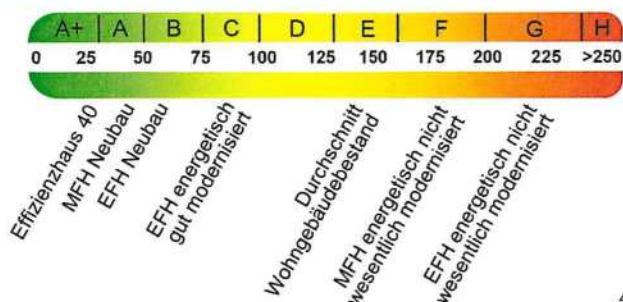 A+ A B C D E F G H
0 25 50 75 100 125 150 175 200 225 >250
Effizienzhaus 40
MFH Neubau
EFH Neubau
EFH energetisch
gut modernisiert
Durchschnitt
Wohngebäudebestand
MFH energetisch nicht
wesentlich modernisiert
EFH energetisch nicht
wesentlich modernisiert